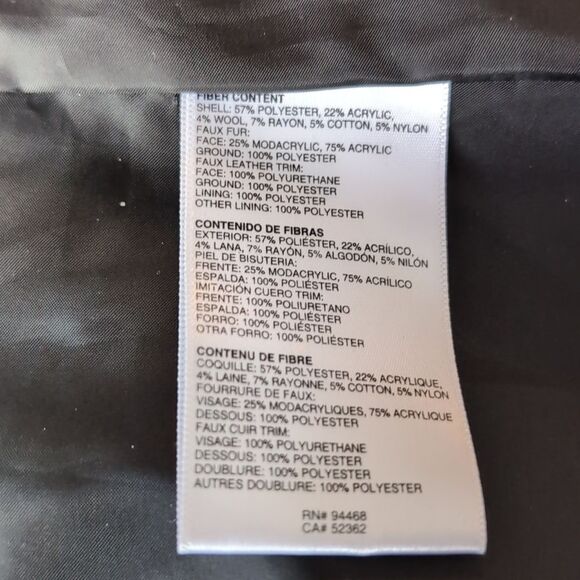 FIBER CONTENT
SHELL: 57% POLYESTER, 22% ACRYLIC,
4% WOOL, 7% RAYON, 5% COTTON, 5% NYLON
FAUX FUR:
FACE: 25% MODACRYLIC, 75% ACRYLIC
GROUND: 100% POLYESTER
FAUX LEATHER TRIM:
FACE: 100% POLYURETHANE
GROUND: 100% POLYESTER
LINING: 100% POLYESTER
OTHER LINING: 100% POLYESTER
CONTENIDO DE FIBRAS
EXTERIOR: 57% POLIÉSTER, 22% ACRÍLICO,
4% LANA, 7% RAYÓN, 5% ALGODÓN, 5% NILÓN
PIEL DE BISUTERIA:
FRENTE: 25% MODACRYLIC, 75% ACRÍLICO
ESPALDA: 100% POLIÉSTER
IMITACIÓN CUERO TRIM:
FRENTE: 100% POLIURETANO
ESPALDA: 100% POLIÉSTER
FORRO: 100% POLIÉSTER
OTRA FORRO: 100% POLIÉSTER
CONTENU DE FIBRE
COQUILLE: 57% POLYESTER, 22% ACRYLIQUE,
4% LAINE, 7% RAYONNE, 5% COTTON, 5% NYLON
FOURRURE DE FAUX:
VISAGE: 25% MODACRYLIQUES, 75% ACRYLIQUE
DESSOUS: 100% POLYESTER
FAUX CUIR TRIM:
VISAGE: 100% POLYURETHANE
DESSOUS: 100% POLYESTER
DOUBLURE: 100% POLYESTER
AUTRES DOUBLURE: 100% POLYESTER
RN# 94468
CA# 52362